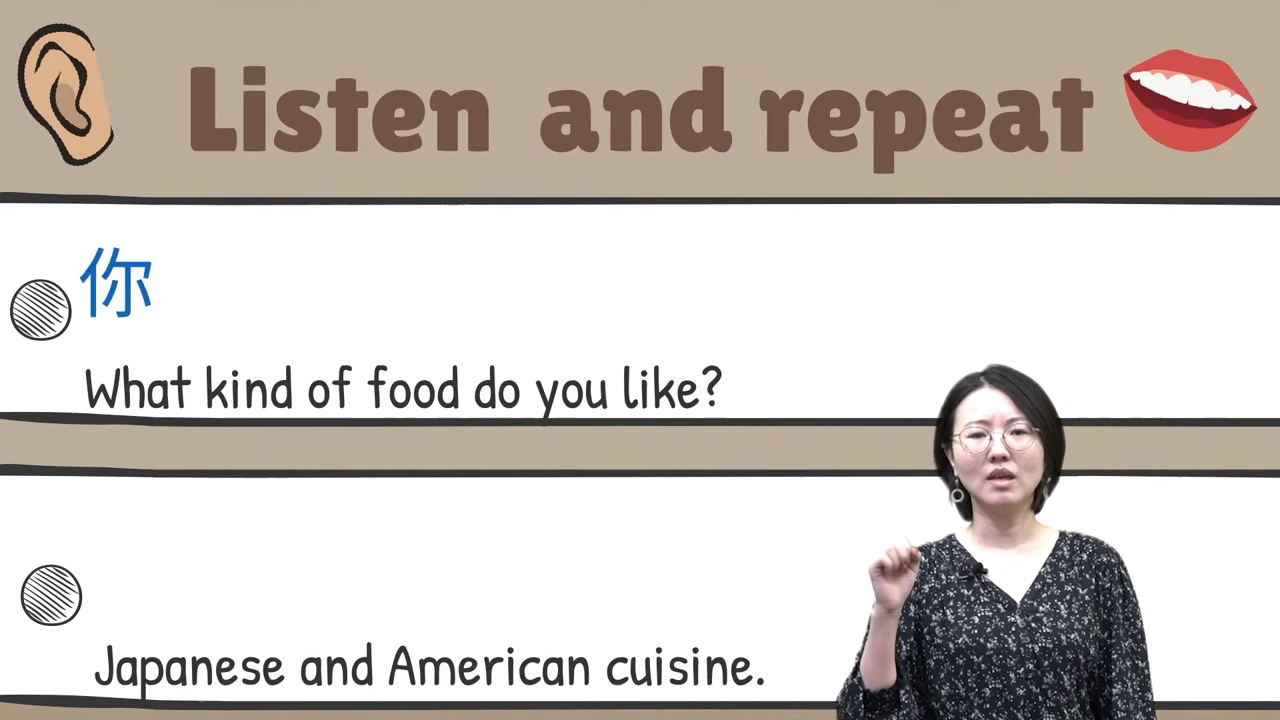 Listen and repeat
你
What kind of food do you like?
Japanese and American cuisine.